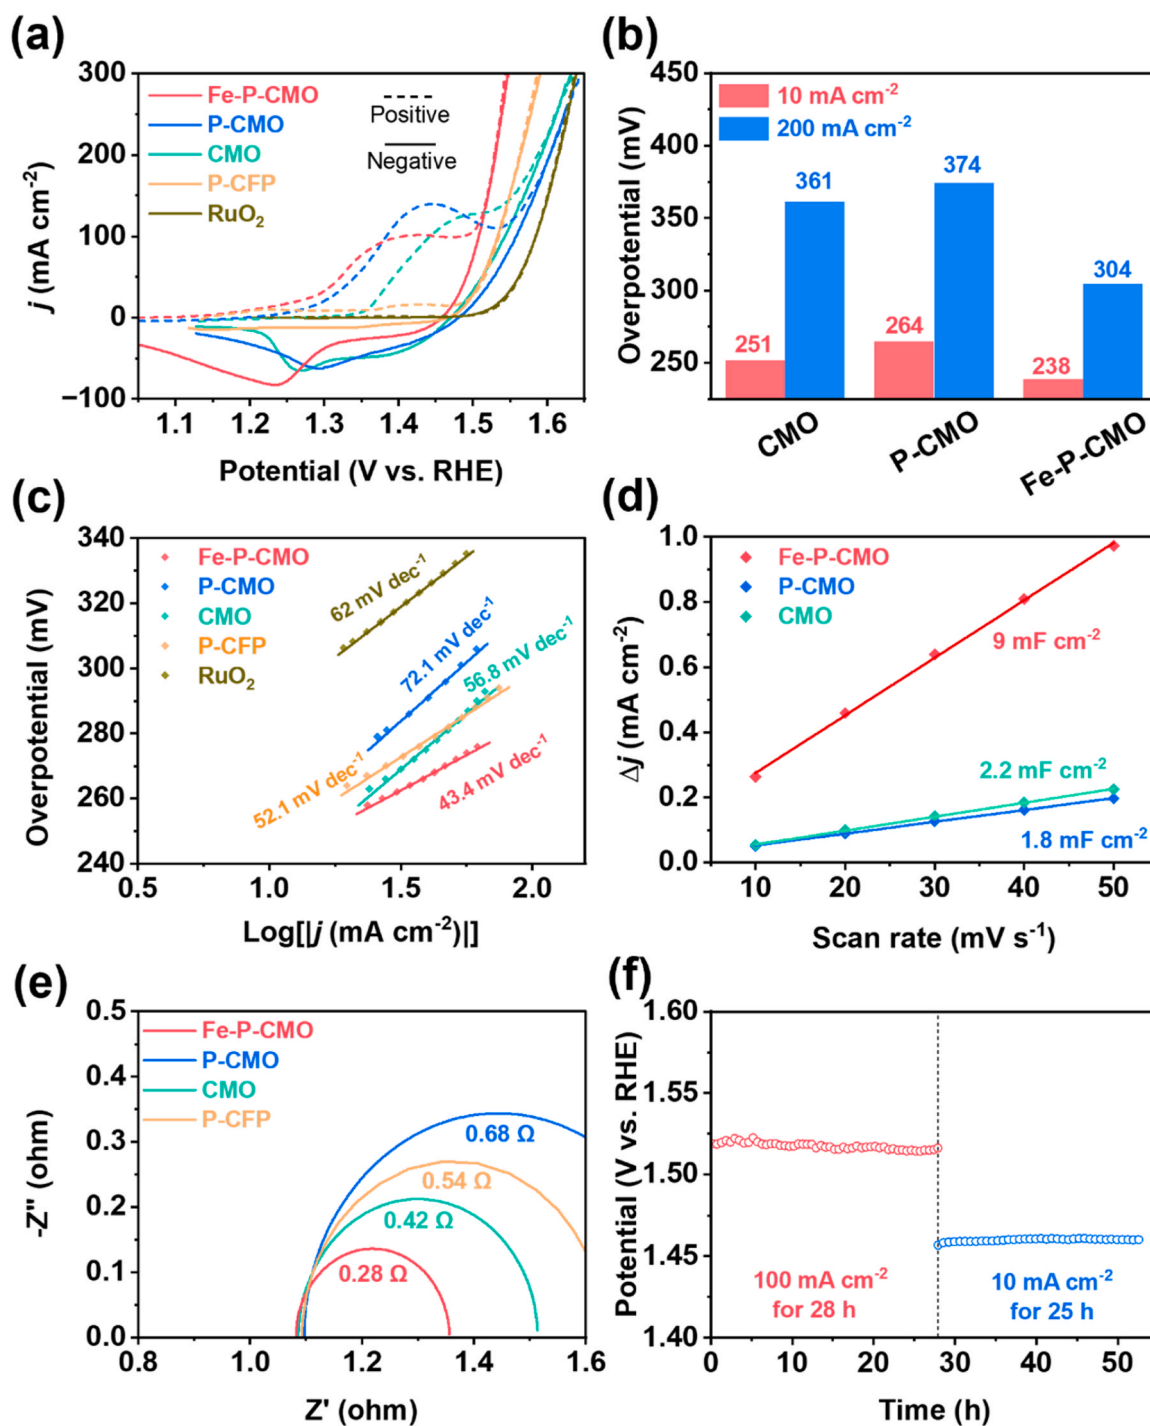 (a)
300
200
100
0
−100
j (mA cm⁻²)
Fe-P-CMO
P-CMO
CMO
P-CFP
RuO₂
Positive
Negative
1.1 1.2 1.3 1.4 1.5 1.6
Potential (V vs. RHE)
(b)
450
400
350
300
250
Overpotential (mV)
10 mA cm⁻²
200 mA cm⁻²
251
361
264
374
238
304
CMO
P-CMO
Fe-P-CMO
(c)
340
320
300
280
260
240
Overpotential (mV)
Fe-P-CMO
P-CMO
CMO
P-CFP
RuO₂
62 mV dec⁻¹
72.1 mV dec⁻¹
56.8 mV dec⁻¹
52.1 mV dec⁻¹
43.4 mV dec⁻¹
0.5 1.0 1.5 2.0
Log[|j (mA cm⁻²)|]
(d)
1.0
0.8
0.6
0.4
0.2
0.0
Δj (mA cm⁻²)
Fe-P-CMO
P-CMO
CMO
9 mF cm⁻²
2.2 mF cm⁻²
1.8 mF cm⁻²
10 20 30 40 50
Scan rate (mV s⁻¹)
(e)
0.5
0.4
0.3
0.2
0.1
0.0
-Z'' (ohm)
Fe-P-CMO
P-CMO
CMO
P-CFP
0.68 Ω
0.54 Ω
0.42 Ω
0.28 Ω
0.8 1.0 1.2 1.4 1.6
Z' (ohm)
(f)
1.60
1.55
1.50
1.45
1.40
Potential (V vs. RHE)
100 mA cm⁻²
for 28 h
10 mA cm⁻²
for 25 h
0 10 20 30 40 50
Time (h)